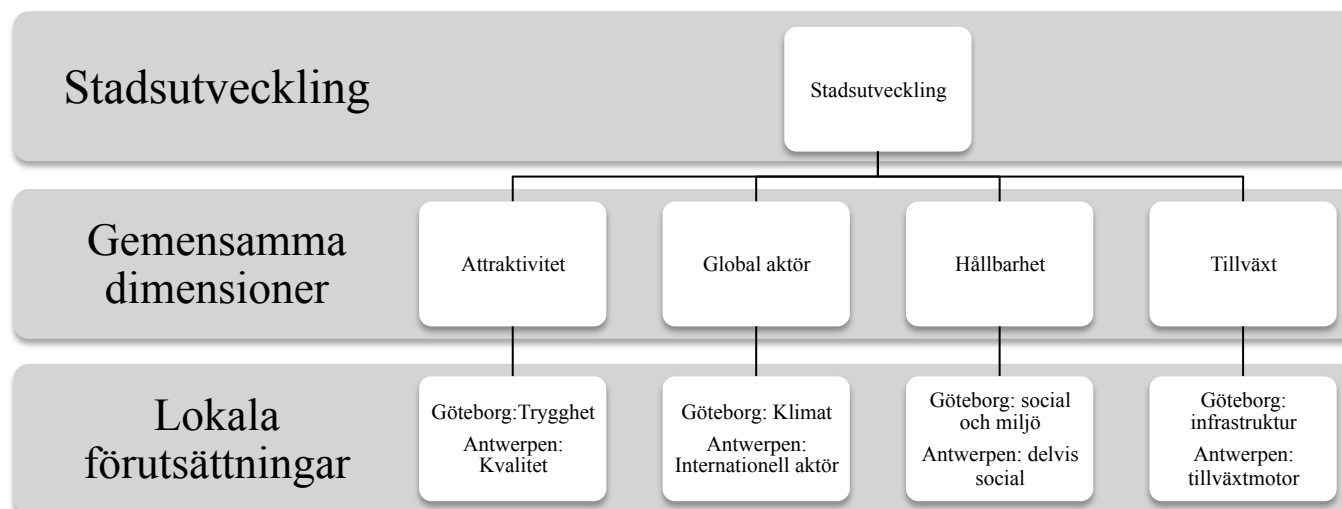 Stadsutveckling
Stadsutveckling
Gemensamma
dimensioner
Attraktivitet
Global aktör
Hållbarhet
Tillväxt
Lokala
förutsättningar
Göteborg:Trygghet
Antwerpen:
Kvalitet
Göteborg: Klimat
Antwerpen:
Internationell aktör
Göteborg: social
och miljö
Antwerpen: delvis
social
Göteborg:
infrastruktur
Antwerpen:
tillväxtmotor